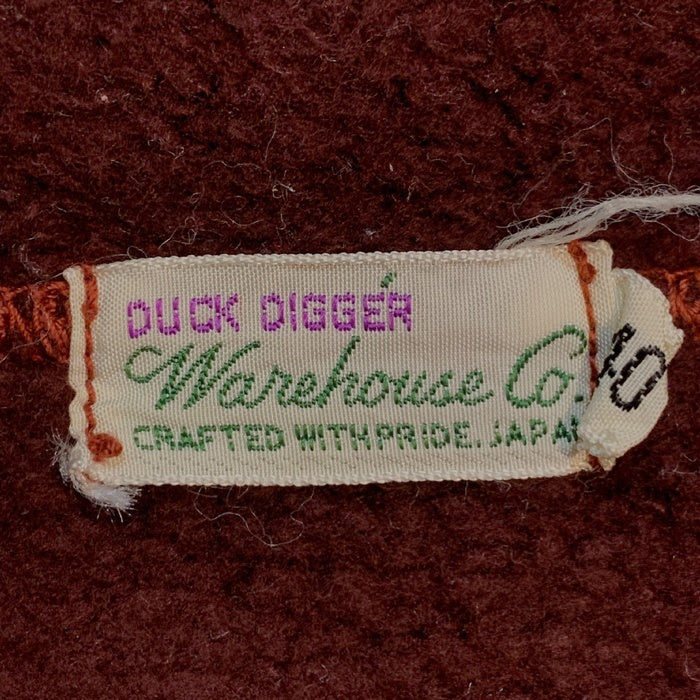 DUCK DIGGER
Warehouse Co.
CRAFTED WITH PRIDE. JAPAN
40